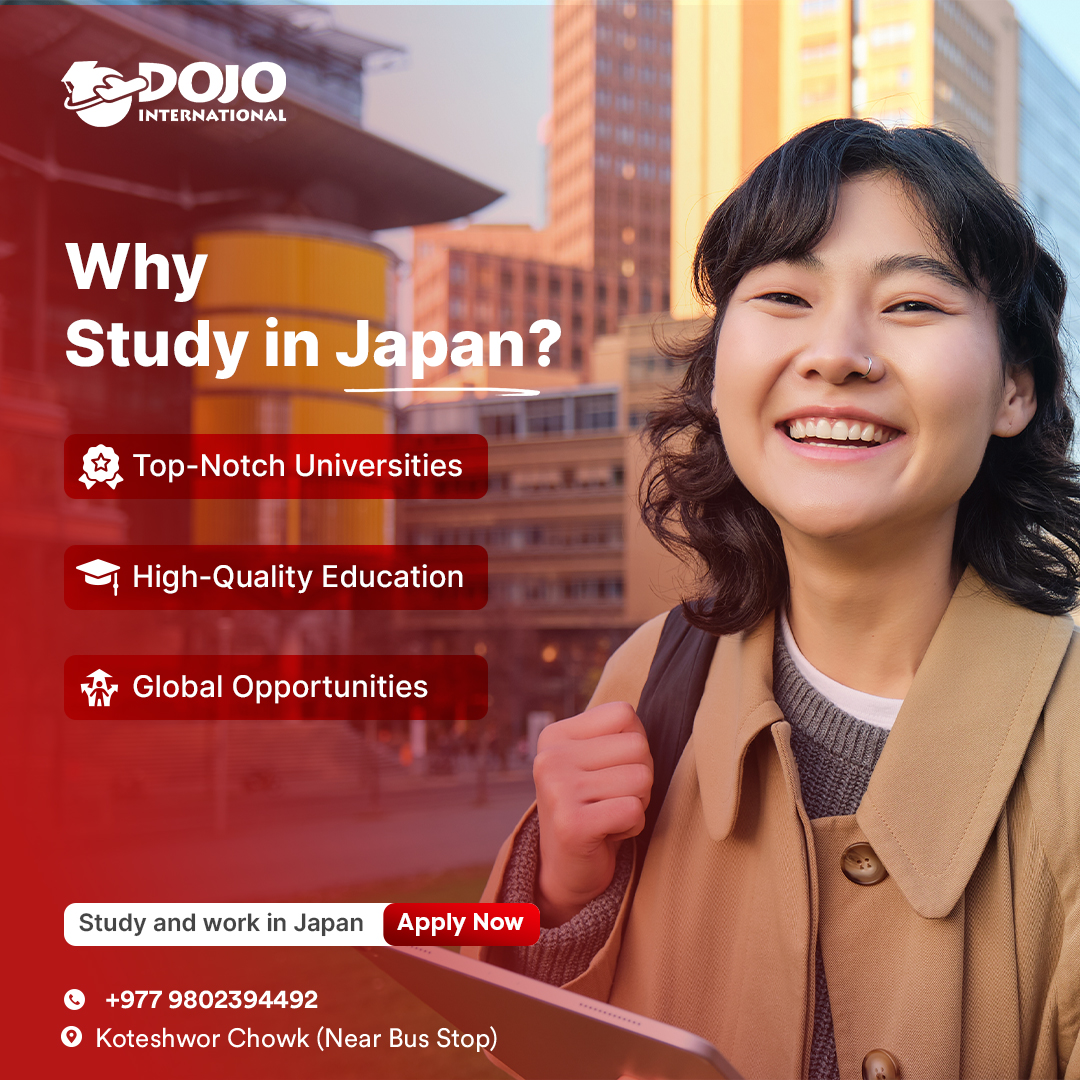 DOJO
INTERNATIONAL
Why
Study in Japan?
Top-Notch Universities
High-Quality Education
Global Opportunities
Study and work in Japan Apply Now
+977 9802394492
Koteshwor Chowk (Near Bus Stop)